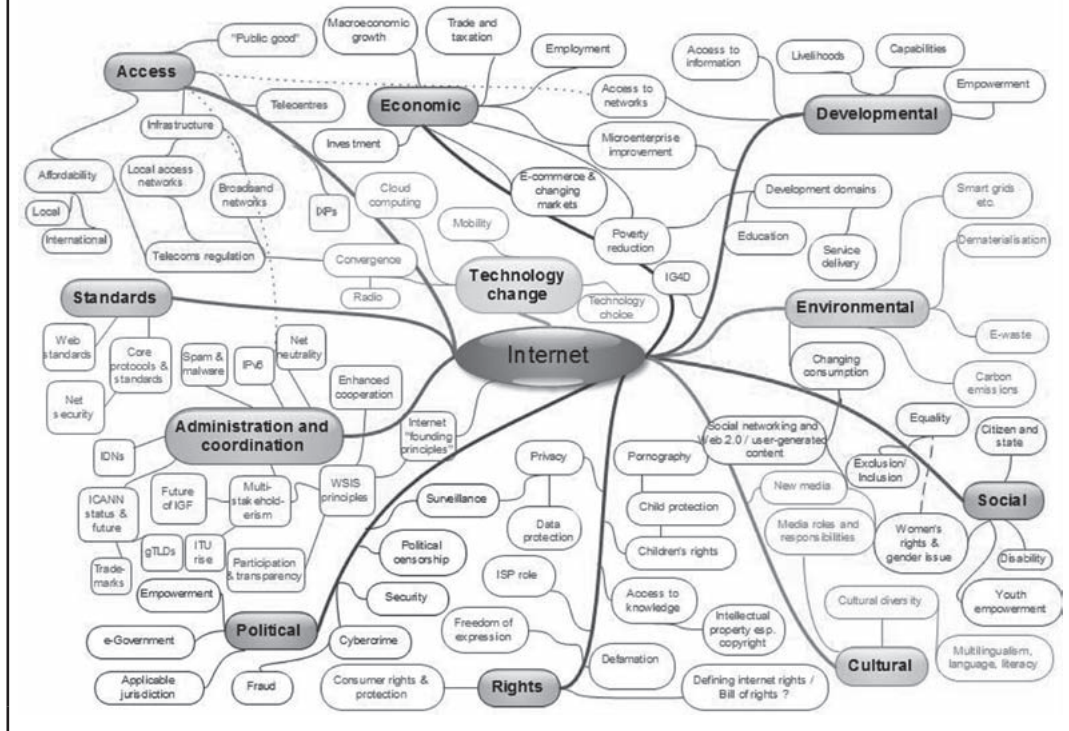 "Public good"
Macroeconomic
growth
Trade and
taxation
Employment
Access to
information
Livelihoods
Capabilities
Empowerment
Access
Telecentres
Economic
Access to
networks
Developmental
Infrastructure
Investment
Microenterprise
improvement
Affordability
Local access
networks
Broadband
networks
Cloud
computing
E-commerce &
changing
markets
Development domains
Smart grids
etc.
Local
International
IXPs
Mobility
Poverty
reduction
Education
Service
delivery
Dematerialisation
Telecoms regulation
Convergence
Radio
Technology
change
IG4D
Technology
choice
Standards
Environmental
Web
standards
Core
protocols &
standards
Spam &
malware
IPv6
Net
neutrality
Internet
E-waste
Net
security
Enhanced
cooperation
Changing
consumption
Carbon
emissions
Administration and
coordination
Internet
"founding
principles"
Social networking and
Web 2.0 / user-generated
content
Equality
Citizen and
state
IDNs
Privacy
Pornography
Exclusion/
Inclusion
ICANN
status &
future
Future
of IGF
Multi-
stakehold-
erism
WSIS
principles
Surveillance
New media
Social
Data
protection
Child protection
Media roles and
responsibilities
Women's
rights &
gender issue
gTLDs
ITU
rise
Participation
& transparency
Political
censorship
Children's rights
Disability
Trade-
marks
ISP role
Empowerment
Security
Access to
knowledge
Cultural diversity
Youth
empowerment
e-Government
Political
Cybercrime
Freedom of
expression
Intellectual
property esp.
copyright
Defamation
Cultural
Multilingualism,
language, literacy
Applicable
jurisdiction
Fraud
Consumer rights &
protection
Rights
Defining internet rights /
Bill of rights ?